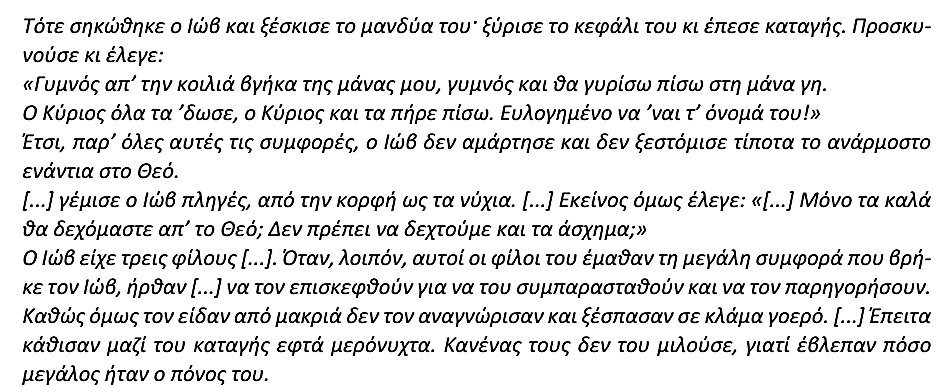 Τότε σηκώθηκε ο Ιώβ και ξέσκισε το μανδύα του· ξύρισε το κεφάλι του κι έπεσε καταγής. Προσκυ-
νούσε κι έλεγε:
«Γυμνός απ’ την κοιλιά βγήκα της μάνας μου, γυμνός και θα γυρίσω πίσω στη μάνα γη.
Ο Κύριος όλα τα ’δωσε, ο Κύριος και τα πήρε πίσω. Ευλογημένο να ’ναι τ’ όνομά του!»
Έτσι, παρ’ όλες αυτές τις συμφορές, ο Ιώβ δεν αμάρτησε και δεν ξεστόμισε τίποτα το ανάρμοστο
ενάντια στο Θεό.
[...] γέμισε ο Ιώβ πληγές, από την κορφή ως τα νύχια. [...] Εκείνος όμως έλεγε: «[...] Μόνο τα καλά
θα δεχόμαστε απ’ το Θεό; Δεν πρέπει να δεχτούμε και τα άσχημα;»
Ο Ιώβ είχε τρεις φίλους [...]. Όταν, λοιπόν, αυτοί οι φίλοι του έμαθαν τη μεγάλη συμφορά που βρή-
κε τον Ιώβ, ήρθαν [...] να τον επισκεφθούν για να του συμπαρασταθούν και να τον παρηγορήσουν.
Καθώς όμως τον είδαν από μακριά δεν τον αναγνώρισαν και ξέσπασαν σε κλάμα γοερό. [...] Έπειτα
κάθισαν μαζί του καταγής εφτά μερόνυχτα. Κανένας τους δεν του μιλούσε, γιατί έβλεπαν πόσο
μεγάλος ήταν ο πόνος του.